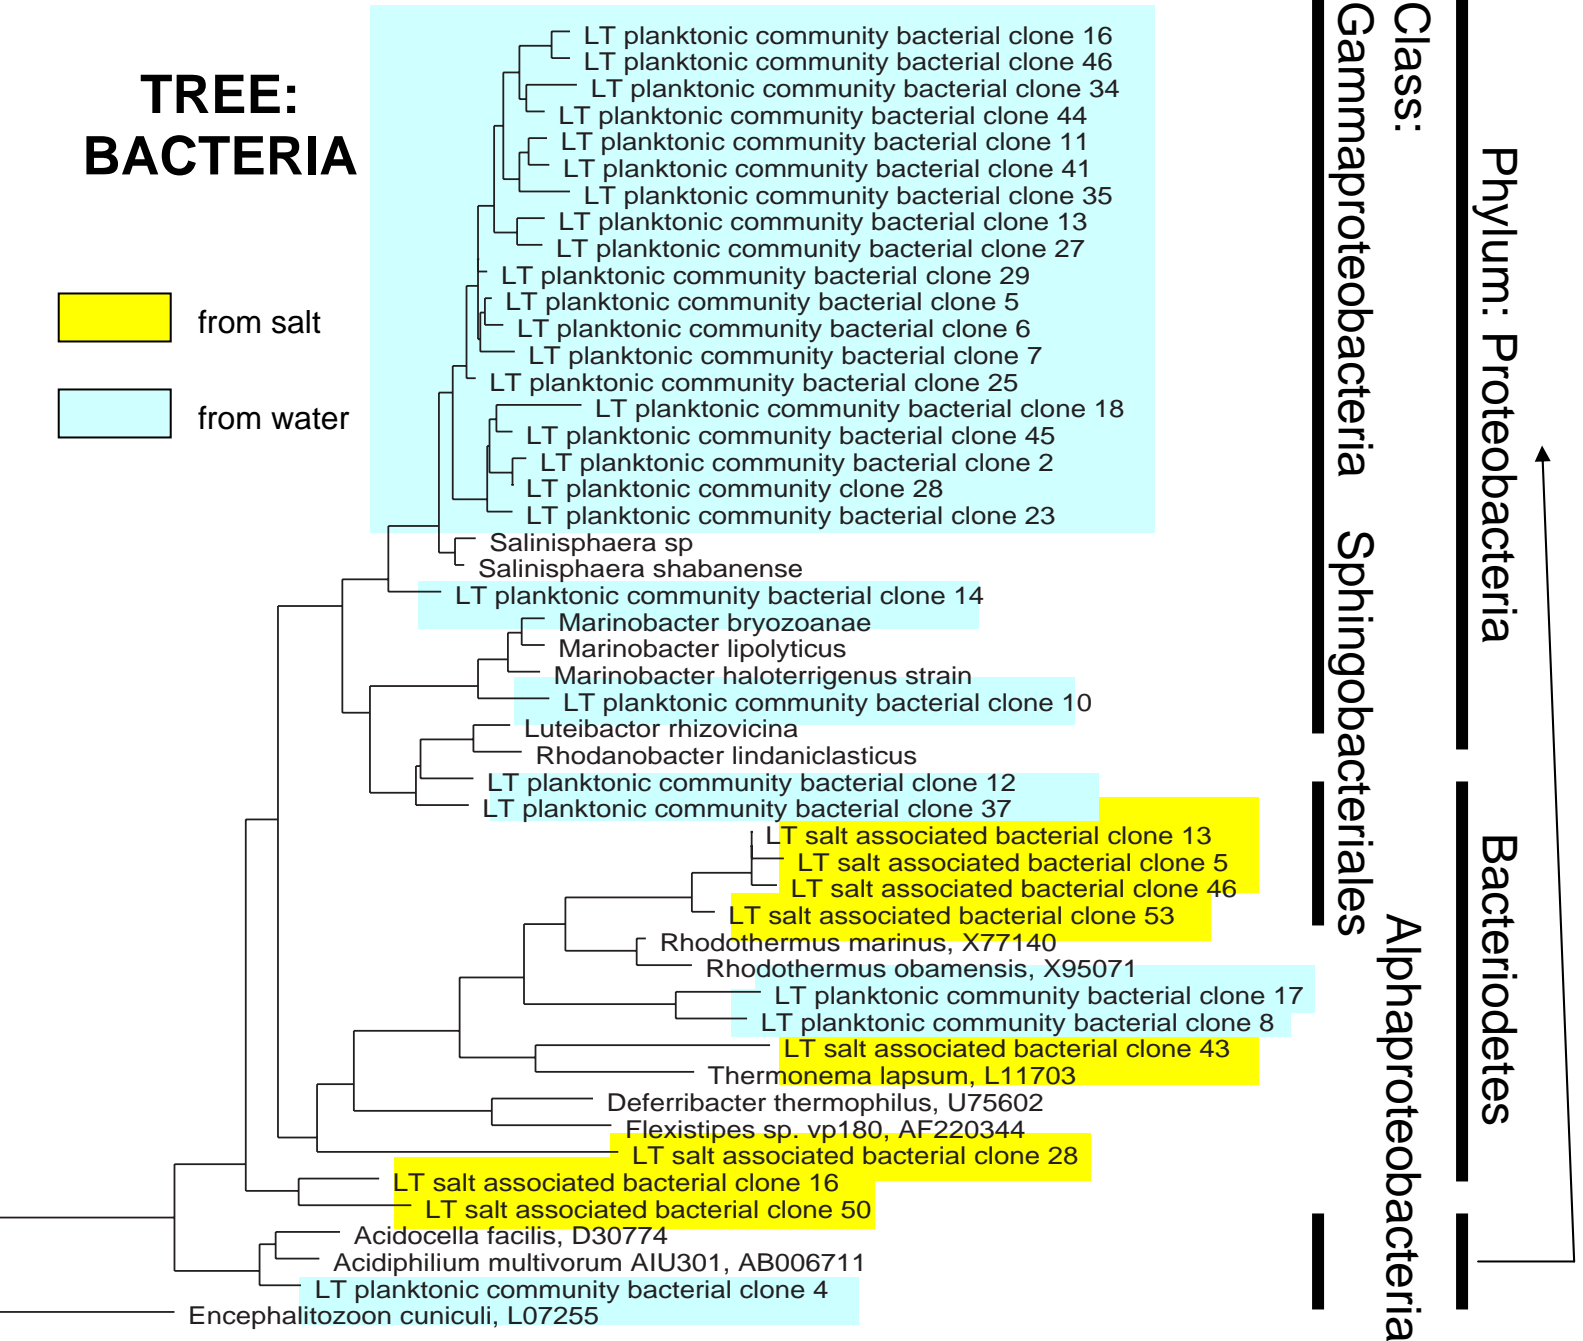 TREE:
BACTERIA
from salt
from water
LT planktonic community bacterial clone 16
LT planktonic community bacterial clone 46
LT planktonic community bacterial clone 34
LT planktonic community bacterial clone 44
LT planktonic community bacterial clone 11
LT planktonic community bacterial clone 41
LT planktonic community bacterial clone 35
LT planktonic community bacterial clone 13
LT planktonic community bacterial clone 27
LT planktonic community bacterial clone 29
LT planktonic community bacterial clone 5
LT planktonic community bacterial clone 6
LT planktonic community bacterial clone 7
LT planktonic community bacterial clone 25
LT planktonic community bacterial clone 18
LT planktonic community bacterial clone 45
LT planktonic community bacterial clone 2
LT planktonic community clone 28
LT planktonic community bacterial clone 23
Salinisphaera sp
Salinisphaera shabanense
LT planktonic community bacterial clone 14
Marinobacter bryozoanae
Marinobacter lipolyticus
Marinobacter haloterrigenus strain
LT planktonic community bacterial clone 10
Luteibactor rhizovicina
Rhodanobacter lindaniclasticus
LT planktonic community bacterial clone 12
LT planktonic community bacterial clone 37
LT salt associated bacterial clone 13
LT salt associated bacterial clone 5
LT salt associated bacterial clone 46
LT salt associated bacterial clone 53
Rhodothermus marinus, X77140
Rhodothermus obamensis, X95071
LT planktonic community bacterial clone 17
LT planktonic community bacterial clone 8
LT salt associated bacterial clone 43
Thermonema lapsum, L11703
Deferribacter thermophilus, U75602
Flexistipes sp. vp180, AF220344
LT salt associated bacterial clone 28
LT salt associated bacterial clone 16
LT salt associated bacterial clone 50
Acidocella facilis, D30774
Acidiphilium multivorum AIU301, AB006711
LT planktonic community bacterial clone 4
Encephalitozoon cuniculi, L07255
Class:
Gammaproteobacteria
Sphingobacteriales
Alphaproteobacteria
Phylum: Proteobacteria
Bacteriodetes